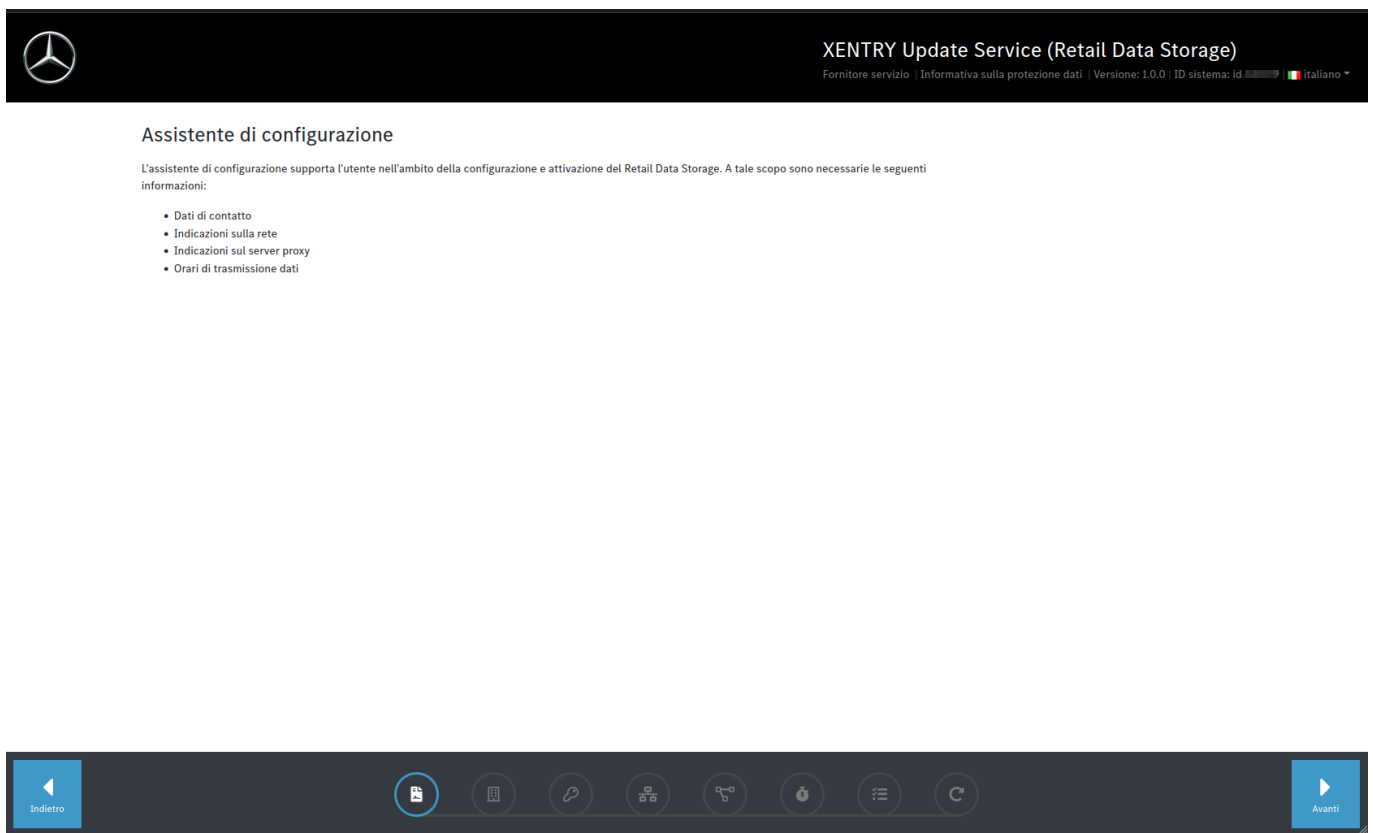 XENTRY Update Service (Retail Data Storage)
Fornitore servizio | Informativa sulla protezione dati | Versione: 1.0.0 | ID sistema: id | italiano
Assistente di configurazione
L'assistente di configurazione supporta l'utente nell'ambito della configurazione e attivazione del Retail Data Storage. A tale scopo sono necessarie le seguenti
informazioni:
• Dati di contatto
• Indicazioni sulla rete
• Indicazioni sul server proxy
• Orari di trasmissione dati
Indietro
Avanti